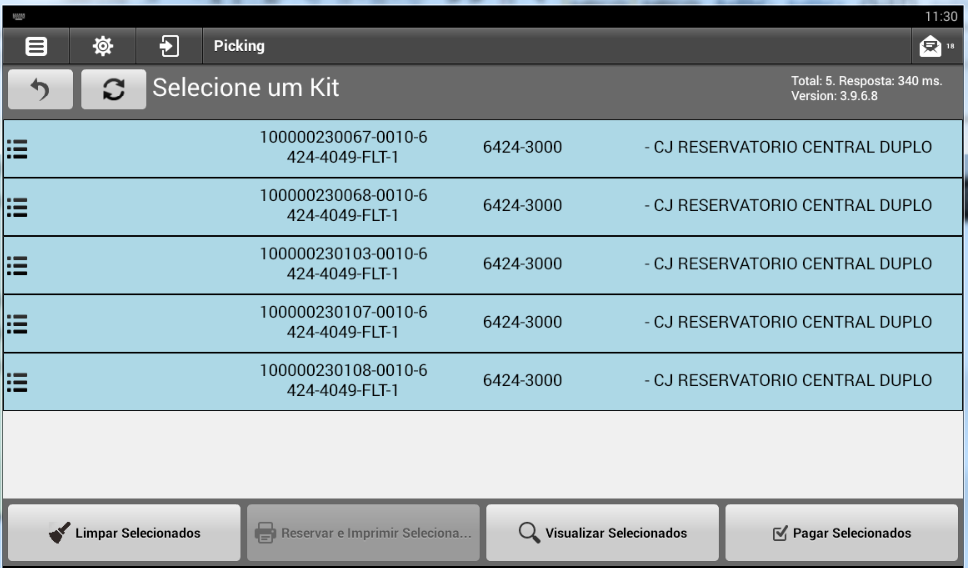 11:30
Picking
18
Selecione um Kit
Total: 5. Resposta: 340 ms.
Version: 3.9.6.8
100000230067-0010-6
424-4049-FLT-1
6424-3000
- CJ RESERVATORIO CENTRAL DUPLO
100000230068-0010-6
424-4049-FLT-1
6424-3000
- CJ RESERVATORIO CENTRAL DUPLO
100000230103-0010-6
424-4049-FLT-1
6424-3000
- CJ RESERVATORIO CENTRAL DUPLO
100000230107-0010-6
424-4049-FLT-1
6424-3000
- CJ RESERVATORIO CENTRAL DUPLO
100000230108-0010-6
424-4049-FLT-1
6424-3000
- CJ RESERVATORIO CENTRAL DUPLO
Limpar Selecionados
Reservar e Imprimir Seleciona...
Visualizar Selecionados
Pagar Selecionados